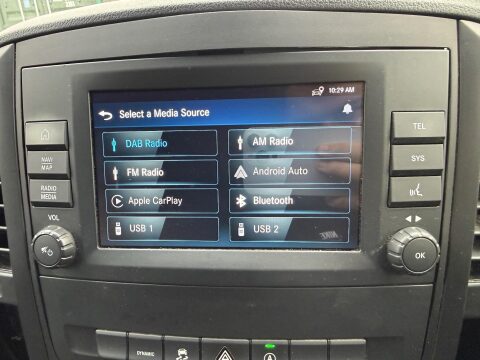 10:29 AM
Select a Media Source
DAB Radio
AM Radio
FM Radio
Android Auto
Apple CarPlay
Bluetooth
USB 1
USB 2
NAVI
MAP
RADIO
MEDIA
VOL
TEL
SYS
OK
DYNAMIC
A